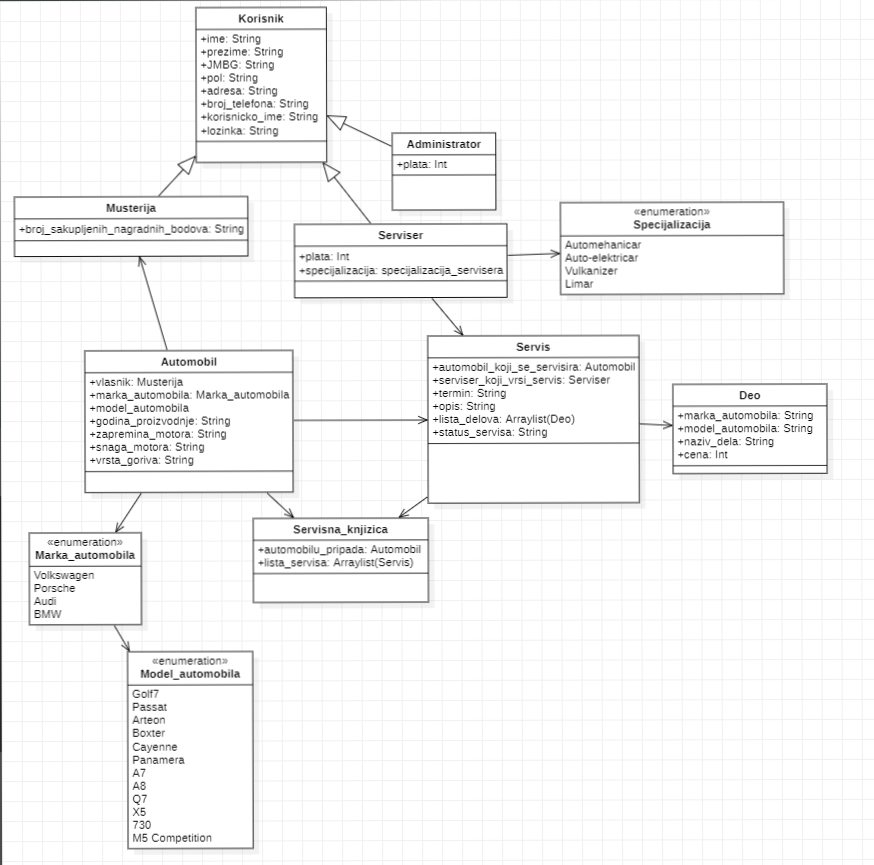 Korisnik
+ime: String
+prezime: String
+JMBG: String
+pol: String
+adresa: String
+broj_telefona: String
+korisnicko_ime: String
+lozinka: String
Administrator
+plata: Int
Musterija
+broj_sakupljenih_nagradnih_bodova: String
Serviser
+plata: Int
+specijalizacija: specijalizacija_servisera
«enumeration»
Specijalizacija
Automehanicar
Auto-elektricar
Vulkanizer
Limar
Automobil
+vlasnik: Musterija
+marka_automobila: Marka_automobila
+model_automobila
+godina_proizvodnje: String
+zapremina_motora: String
+snaga_motora: String
+vrsta_goriva: String
Servis
+automobil_koji_se_servisira: Automobil
+serviser_koji_vrsi_servis: Serviser
+termin: String
+opis: String
+lista_delova: Arraylist(Deo)
+status_servisa: String
Deo
+marka_automobila: String
+model_automobila: String
+naziv_dela: String
+cena: Int
Servisna_knjizica
+automobilu_pripada: Automobil
+lista_servisa: Arraylist(Servis)
«enumeration»
Marka_automobila
Volkswagen
Porsche
Audi
BMW
«enumeration»
Model_automobila
Golf7
Passat
Arteon
Boxter
Cayenne
Panamera
A7
A8
Q7
X5
730
M5 Competition